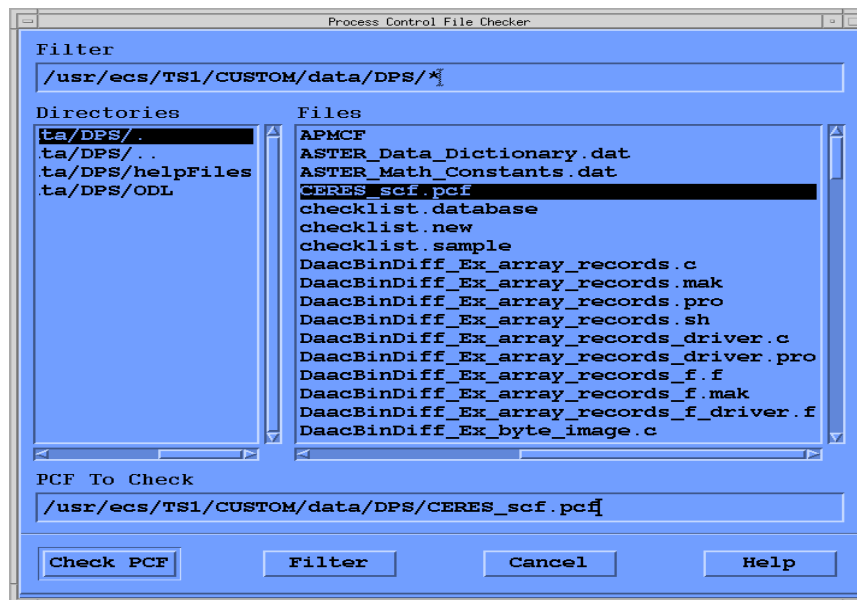 Process Control File Checker
Filter
/usr/ecs/TS1/CUSTOM/data/DPS/*
Directories
ta/DPS/.
.ta/DPS/..
.ta/DPS/helpFiles
.ta/DPS/ODL
Files
APMCF
ASTER_Data_Dictionary.dat
ASTER_Math_Constants.dat
CERES_scf.pcf
checklist.database
checklist.new
checklist.sample
DaacBinDiff_Ex_array_records.c
DaacBinDiff_Ex_array_records.mak
DaacBinDiff_Ex_array_records.pro
DaacBinDiff_Ex_array_records.sh
DaacBinDiff_Ex_array_records_driver.c
DaacBinDiff_Ex_array_records_driver.pro
DaacBinDiff_Ex_array_records_f.f
DaacBinDiff_Ex_array_records_f.mak
DaacBinDiff_Ex_array_records_f_driver.f
DaacBinDiff_Ex_byte_image.c
PCF To Check
/usr/ecs/TS1/CUSTOM/data/DPS/CERES_scf.pcf
Check PCF
Filter
Cancel
Help